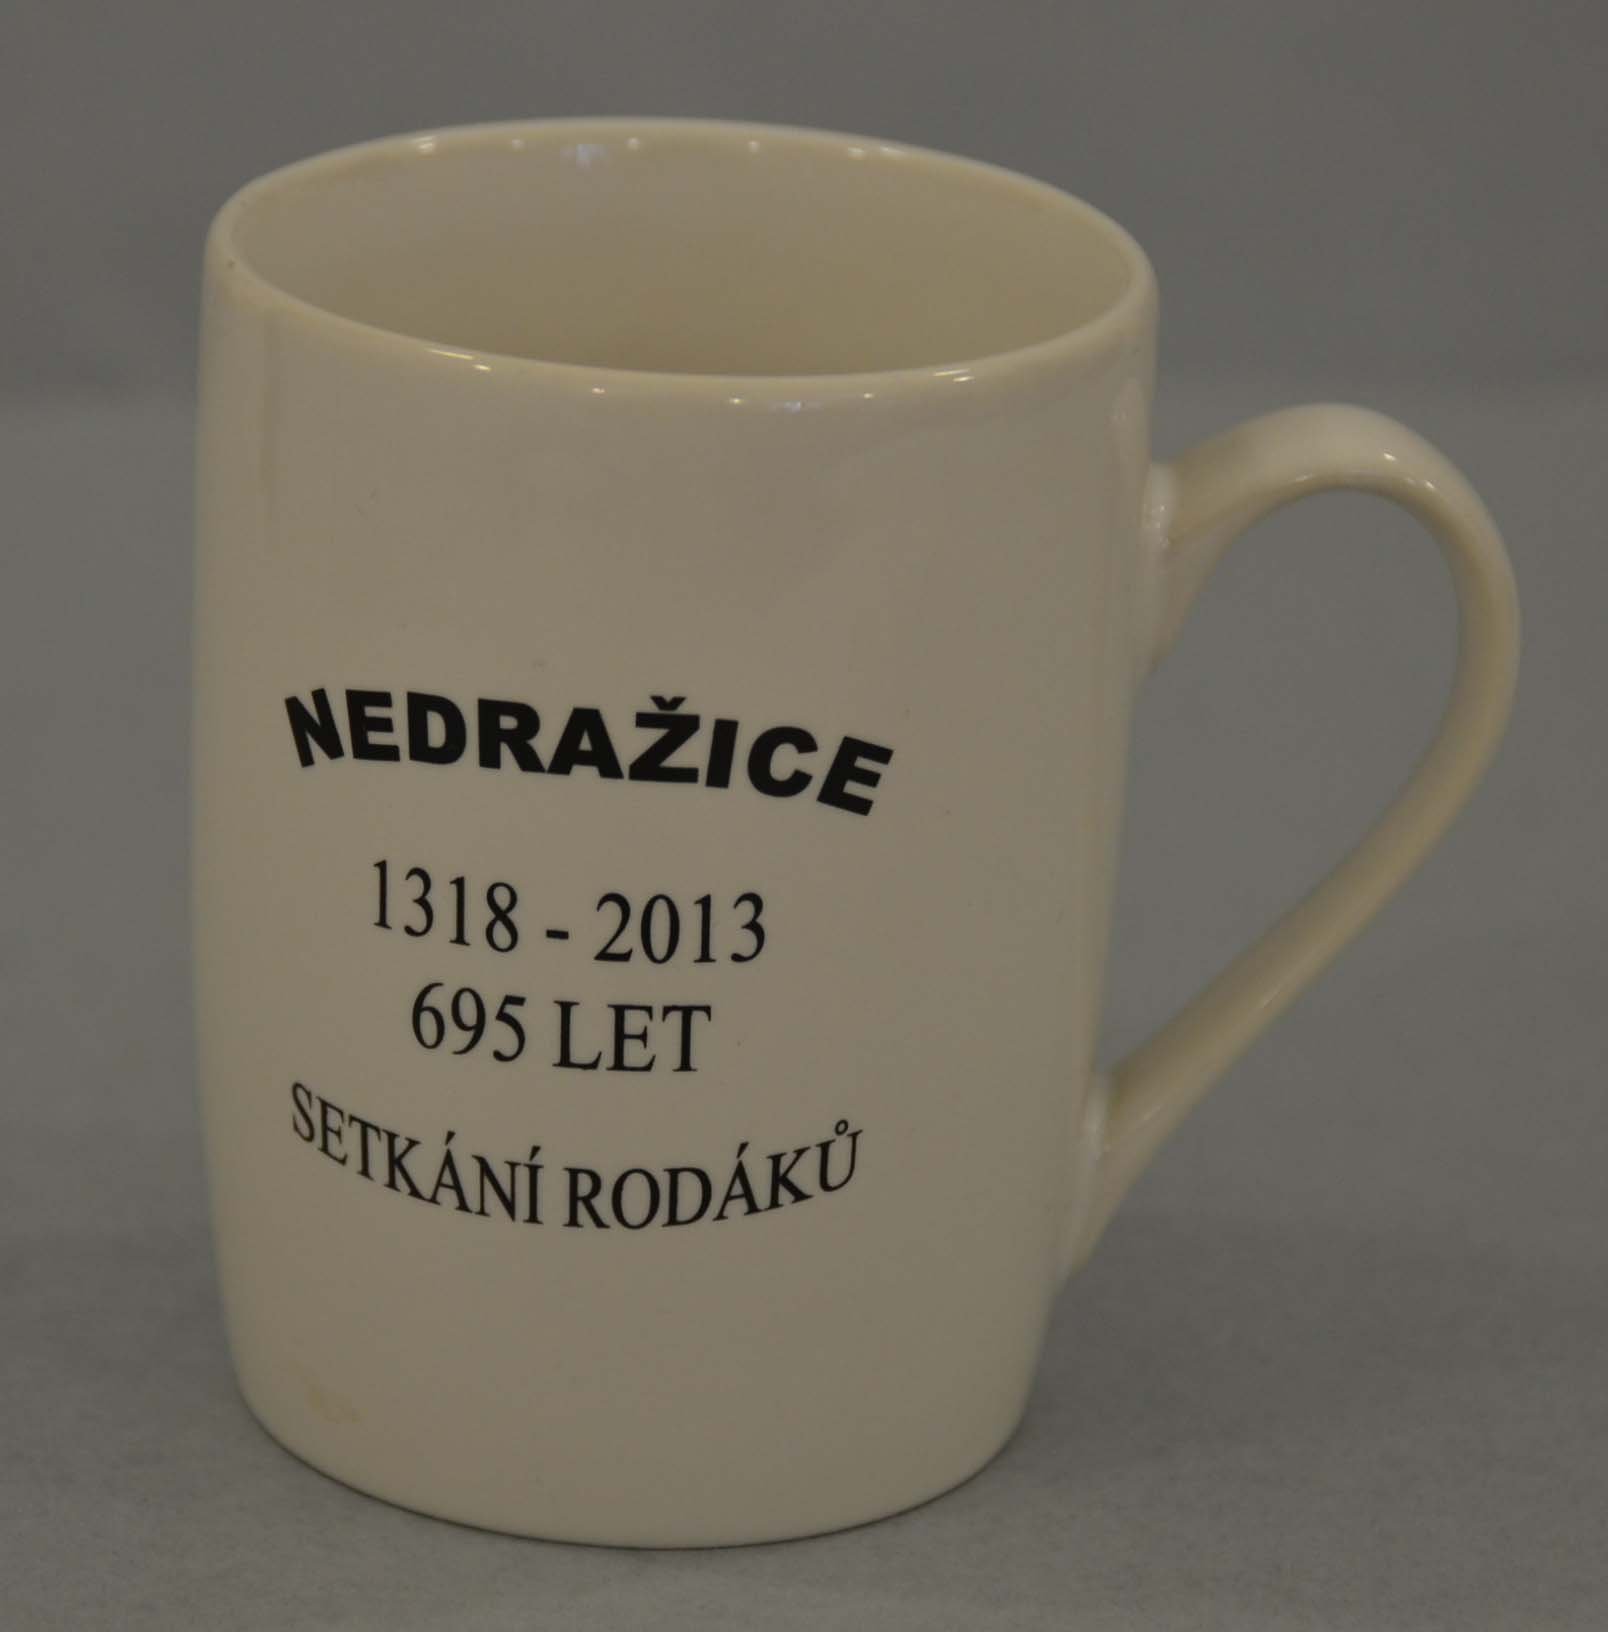 NEDRAŽICE
1318 - 2013
695 LET
SETKÁNÍ RODÁKŮ